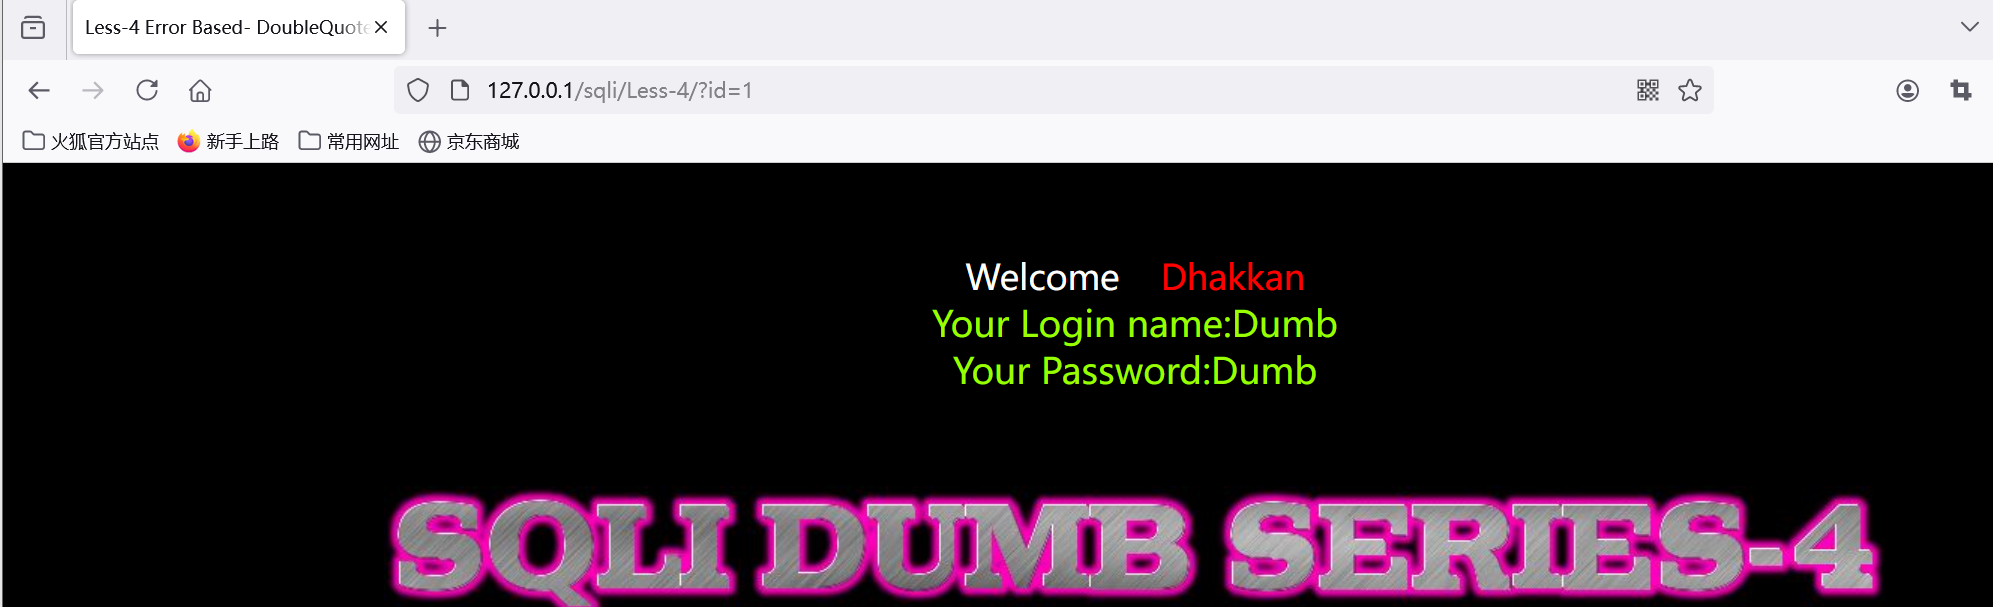 Less-4 Error Based- DoubleQuote
127.0.0.1/sqli/Less-4/?id=1
火狐官方站点 新手上路 常用网址 京东商城
Welcome Dhakkan
Your Login name:Dumb
Your Password:Dumb
SQLI DUMB SERIES-4